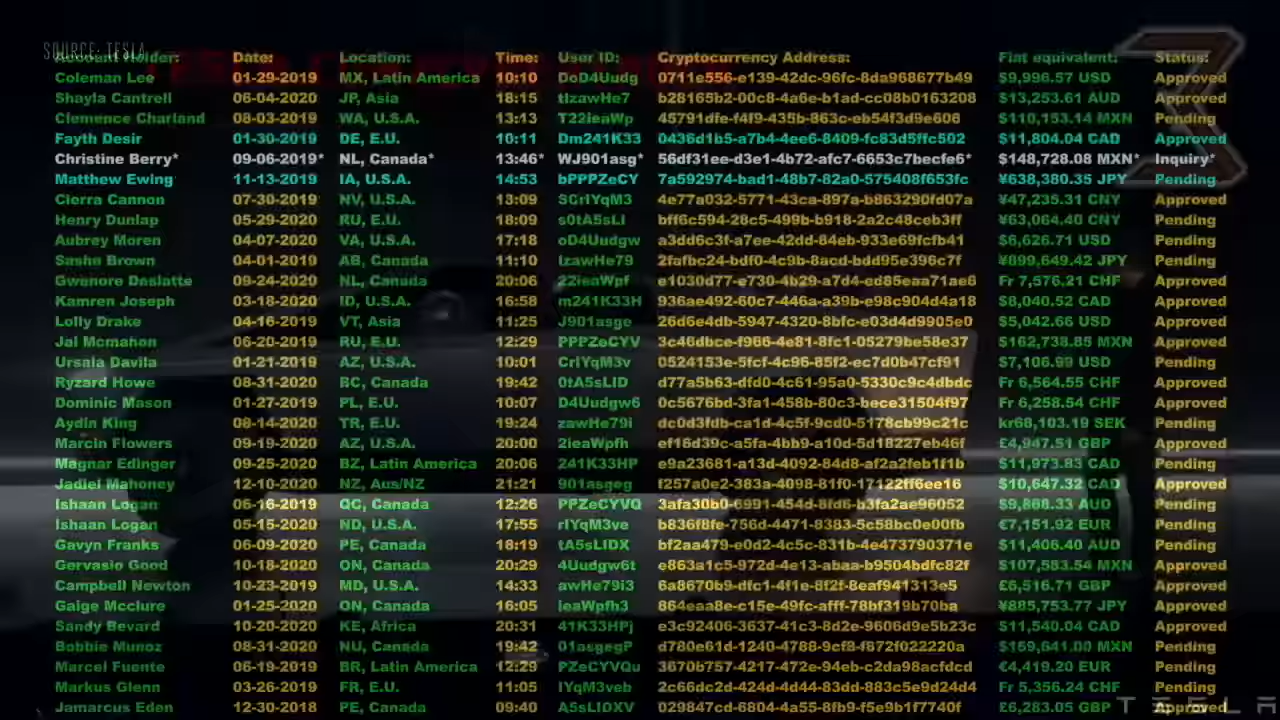 SOURCE: TESLA
Account Holder: Date: Location: Time: User ID: Cryptocurrency Address: Fiat equivalent: Status:
Coleman Lee 01-29-2019 MX, Latin America 10:10 DoD4Uudg 0711e556-e139-42dc-96fc-8da968677b49 $9,996.57 USD Approved
Shayla Cantrell 06-04-2020 JP, Asia 18:15 tIzawHe7 b28165b2-00c8-4a6e-b1ad-cc08b0163208 $13,253.61 AUD Approved
Clemence Charland 08-03-2019 WA, U.S.A. 13:13 T22ieaWp 45791dfe-f4f9-435b-863c-eb54f3d9e606 $110,153.14 MXN Pending
Fayth Desir 01-30-2019 DE, E.U. 10:11 Dm241K33 0436d1b5-a7b4-4ee6-8409-fc83d5ffc502 $11,804.04 CAD Approved
Christine Berry* 09-06-2019* NL, Canada* 13:46* WJ901asg* 56df31ee-d3e1-4b72-afc7-6653c7becfe6* $148,728.08 MXN* Inquiry*
Matthew Ewing 11-13-2019 IA, U.S.A. 14:53 bPPPZeCY 7a592974-bad1-48b7-82a0-575408f653fc ¥638,380.35 JPY Pending
Cierra Cannon 07-30-2019 NV, U.S.A. 13:09 SCrIYqM3 4e77a032-5771-43ca-897a-b863290fd07a ¥47,235.31 CNY Approved
Henry Dunlap 05-29-2020 RU, E.U. 18:09 s0tA5sLI bff6c594-28c5-499b-b918-2a2c48ceb3ff ¥63,064.40 CNY Pending
Aubrey Moren 04-07-2020 VA, U.S.A. 17:18 oD4Uudgw a3dd6c3f-a7ee-42dd-84eb-933e69fcfb41 $6,626.71 USD Pending
Sasha Brown 04-01-2019 AB, Canada 11:10 IzawHe79 2fafbc24-bdf0-4c9b-8acd-bdd95e396c7f ¥899,649.42 JPY Pending
Gwenore Dnslatte 09-24-2020 NL, Canada 20:06 22ieaWpf e1030d77-e730-4b29-a7d4-ed85eaa71ae6 Fr 7,576.21 CHF Approved
Kamren Joseph 03-18-2020 ID, U.S.A. 16:58 m241K33H 936ae492-60c7-446a-a39b-e98c904d4a18 $8,040.52 CAD Approved
Lolly Drake 04-16-2019 VT, Asia 11:25 J901asge 26d6e4db-5947-4320-8bfc-e03d4d9905e0 $5,042.66 USD Approved
Jai Mcmahon 06-20-2019 RU, E.U. 12:29 PPPZeCYV 3c46dbce-f966-4e81-8fc1-05279be58e37 $162,738.85 MXN Approved
Ursala Davila 01-21-2019 AZ, U.S.A. 10:01 CrIYqM3v 0524153e-5fcf-4c96-85f2-ec7d0b47cf91 $7,106.99 USD Pending
Ryzard Howe 08-31-2020 BC, Canada 19:42 0tA5sLID d77a5b63-dfd0-4c61-95a0-5330c9c4dbdc Fr 6,564.55 CHF Approved
Dominic Mason 01-27-2019 PL, E.U. 10:07 D4Uudgw6 0c5676bd-3fa1-458b-80c3-bece31504f97 Fr 6,258.54 CHF Approved
Aydin King 08-14-2020 TR, E.U. 19:24 zawHe79i dc0d3fdb-ca1d-4c5f-9cd0-5178cb99c21c kr68,103.19 SEK Approved
Marcin Flowers 09-19-2020 AZ, U.S.A. 20:00 2ieaWpfh ef16d39c-a5fa-4bb9-a10d-5d18227eb46f £4,947.51 GBP Approved
Magnar Edinger 09-25-2020 BZ, Latin America 20:06 241K33HP e9a23681-a13d-4092-84d8-af2a2feb1f1b $11,973.83 CAD Approved
Jadiel Mahoney 12-10-2020 NZ, Aus/NZ 21:21 901asgeg f257a0e2-383a-4098-81f0-17122ff6ee16 $10,647.32 CAD Approved
Ishaan Logan 06-16-2019 QC, Canada 12:26 PPZeCYVQ 3afa30b0-6991-454d-8fd6-b3fa2ae96052 $9,868.33 AUD Pending
Ishaan Logan 05-15-2020 ND, U.S.A. 17:55 rIYqM3ve b836f8fe-756d-4471-8383-5c58bc0e00fb €7,151.92 EUR Pending
Gavyn Franks 06-09-2020 PE, Canada 18:19 tA5sLIDX bf2aa479-e0d2-4c5c-831b-4e473790371e $11,406.40 AUD Pending
Gervasio Good 10-18-2020 ON, Canada 20:29 4Uudgw6t e863a1c5-972d-4e13-abaa-b9504bdfc82f $107,583.54 MXN Approved
Campbell Newton 10-23-2019 MD, U.S.A. 14:33 awHe79i3 6a8670b9-dfc1-4f1e-8f2f-8eaf941313e5 £6,516.71 GBP Approved
Gaige Mcclure 01-25-2020 ON, Canada 16:05 ieaWpfh3 864eaa8e-c15e-49fc-afff-78bf319b70ba ¥885,753.77 JPY Approved
Sandy Bevard 10-20-2020 KE, Africa 20:31 41K33HPj e3c92406-3637-41c3-8d2e-9606d9e5b23c $11,540.04 CAD Approved
Bobbie Munoz 08-31-2020 NU, Canada 19:42 01asgegP d780e61d-1240-4788-9cf8-f872f022220a $169,641.00 MXN Pending
Marcel Fuente 06-19-2019 BR, Latin America 12:29 PZeCYVQu 3670b757-4217-472e-94eb-c2da98acfdcd €4,419.20 EUR Pending
Markus Glenn 03-26-2019 FR, E.U. 11:05 IYqM3veb 2c66dc2d-424d-4d44-83dd-883c5e9d24d4 Fr 5,356.24 CHF Pending
Jamarcus Eden 12-30-2018 PE, Canada 09:40 A5sLIDXV 029847cd-6804-4a55-8fb9-f5e9b1f7740f £6,283.05 GBP Approved
TESLA